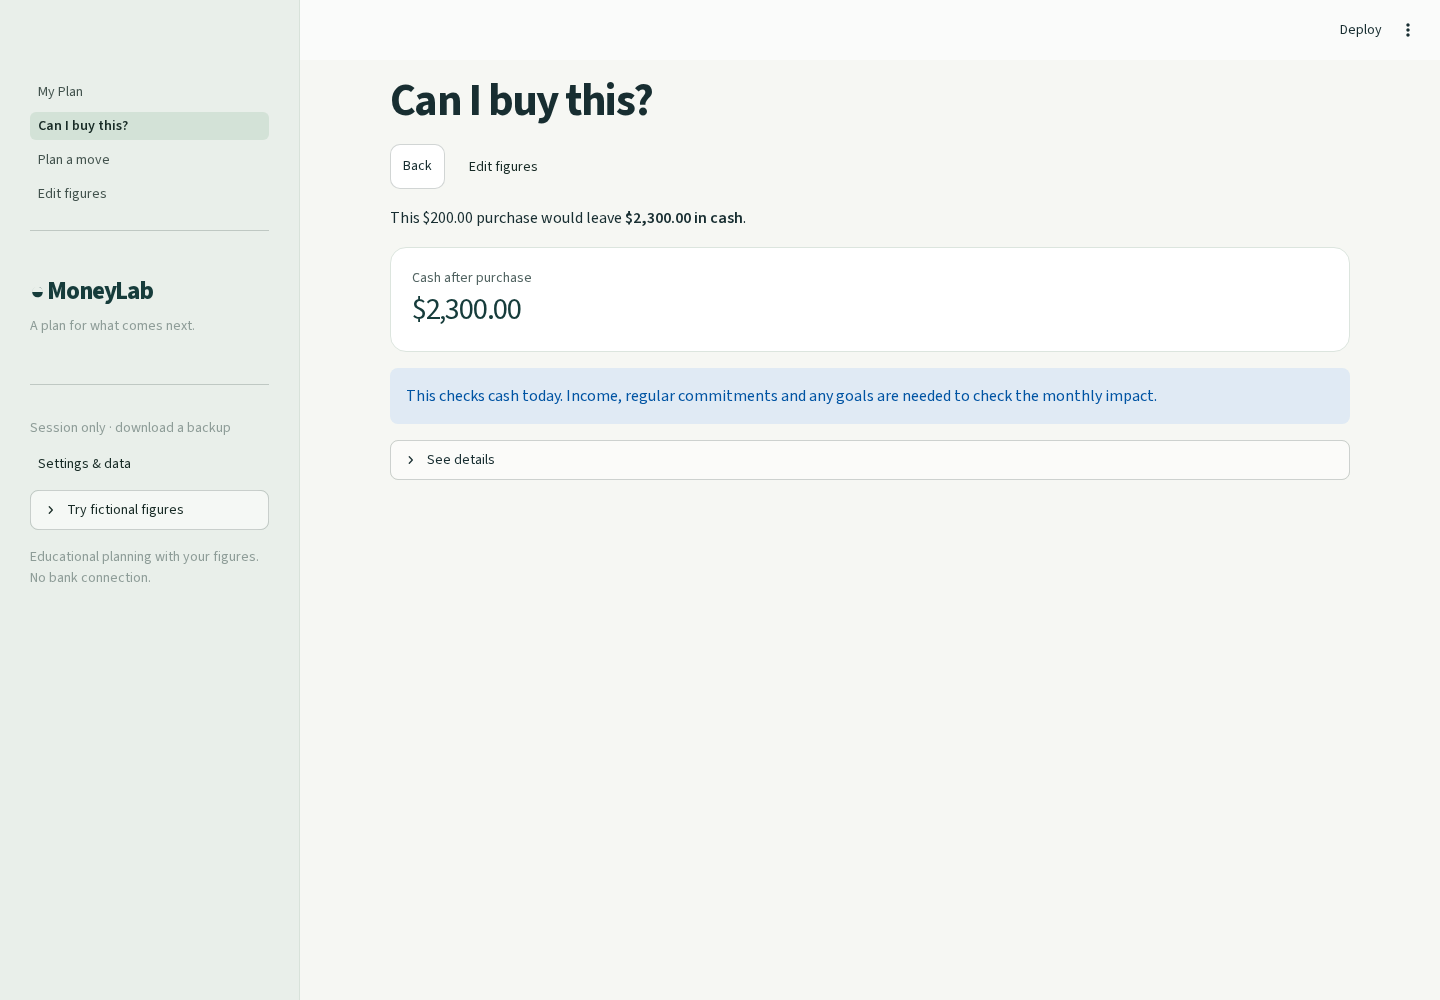 Deploy
My Plan
Can I buy this?
Plan a move
Edit figures
MoneyLab
A plan for what comes next.
Session only · download a backup
Settings & data
Try fictional figures
Educational planning with your figures.
No bank connection.
Can I buy this?
Back
Edit figures
This $200.00 purchase would leave $2,300.00 in cash.
Cash after purchase
$2,300.00
This checks cash today. Income, regular commitments and any goals are needed to check the monthly impact.
See details